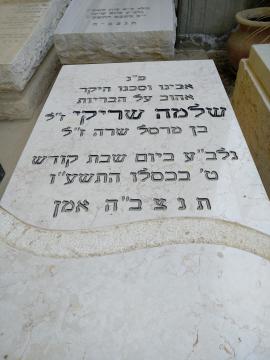 פ"נ
אבינו וסבנו היקר
אהוב על הבריות
שלמה שריקי ז"ל
בן מרסל שרה ז"ל
נלב"ע ביום שבת קודש
ט' בכסלו התשע"ז
ת נ צ ב "ה אמן